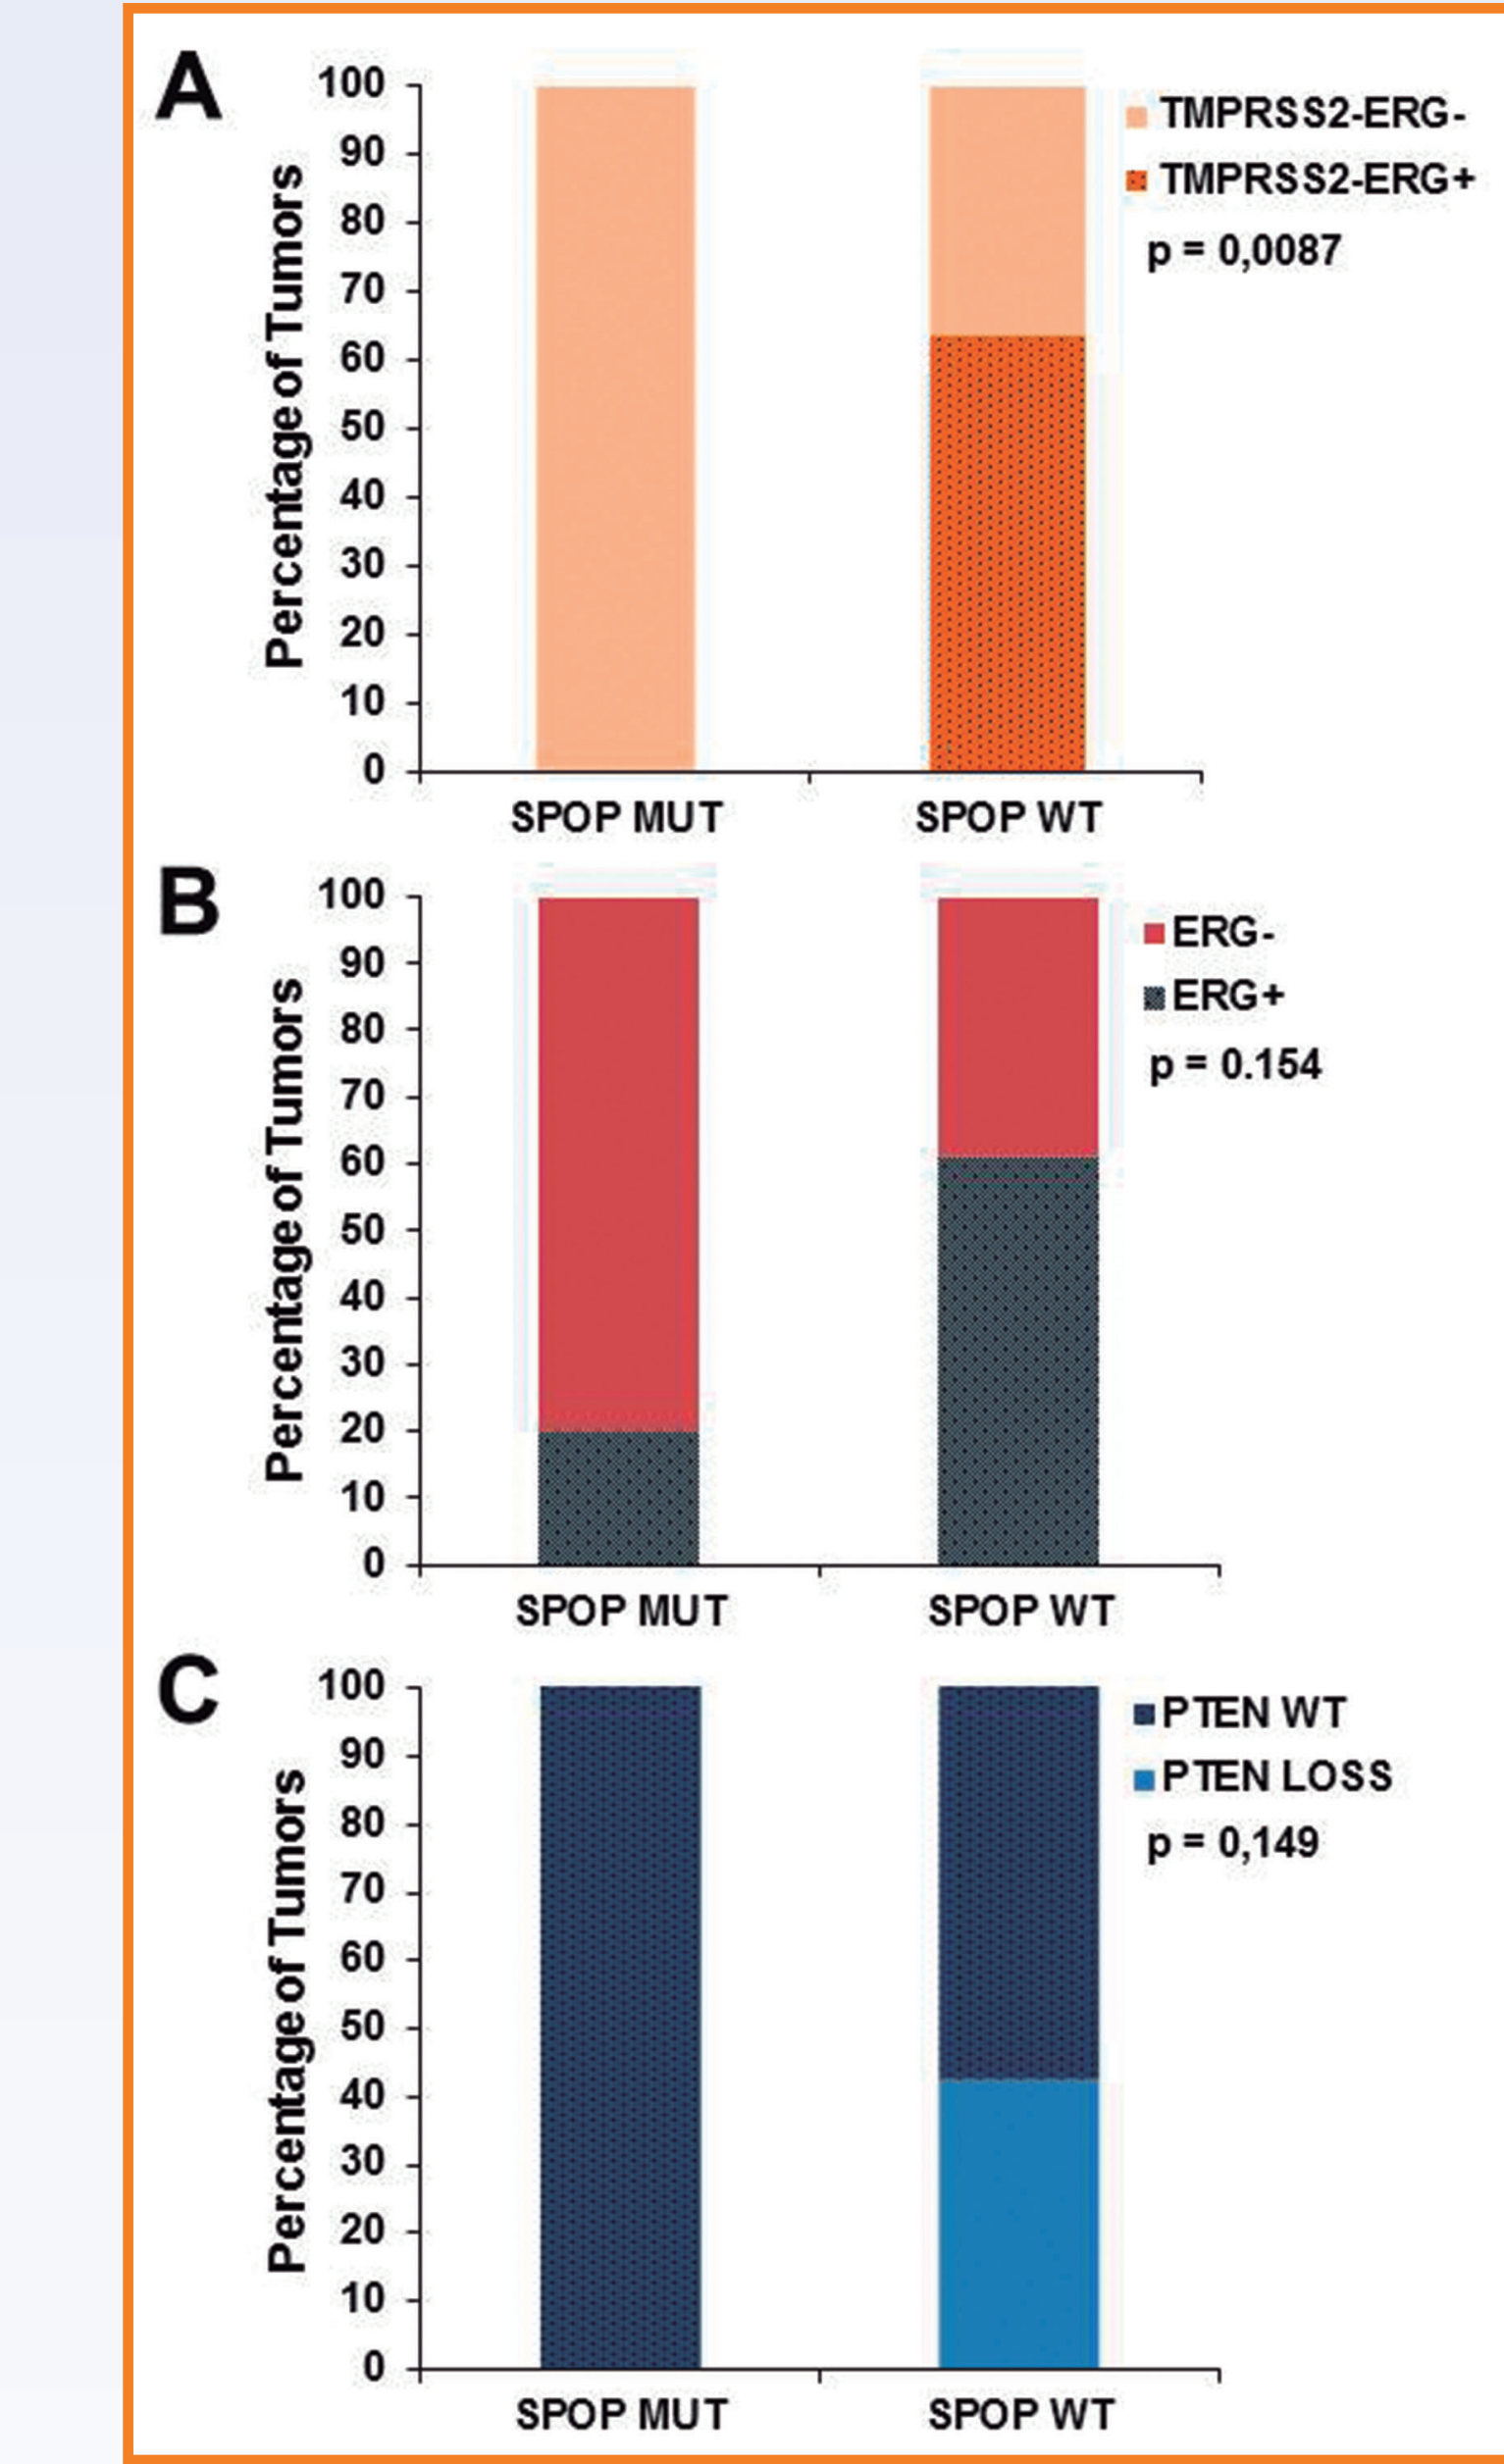 A
Percentage of Tumors
100
90
80
70
60
50
40
30
20
10
0
SPOP MUT
SPOP WT
TMPRSS2-ERG-
TMPRSS2-ERG+
p = 0,0087
B
Percentage of Tumors
100
90
80
70
60
50
40
30
20
10
0
SPOP MUT
SPOP WT
ERG-
ERG+
p = 0.154
C
Percentage of Tumors
100
90
80
70
60
50
40
30
20
10
0
SPOP MUT
SPOP WT
PTEN WT
PTEN LOSS
p = 0,149